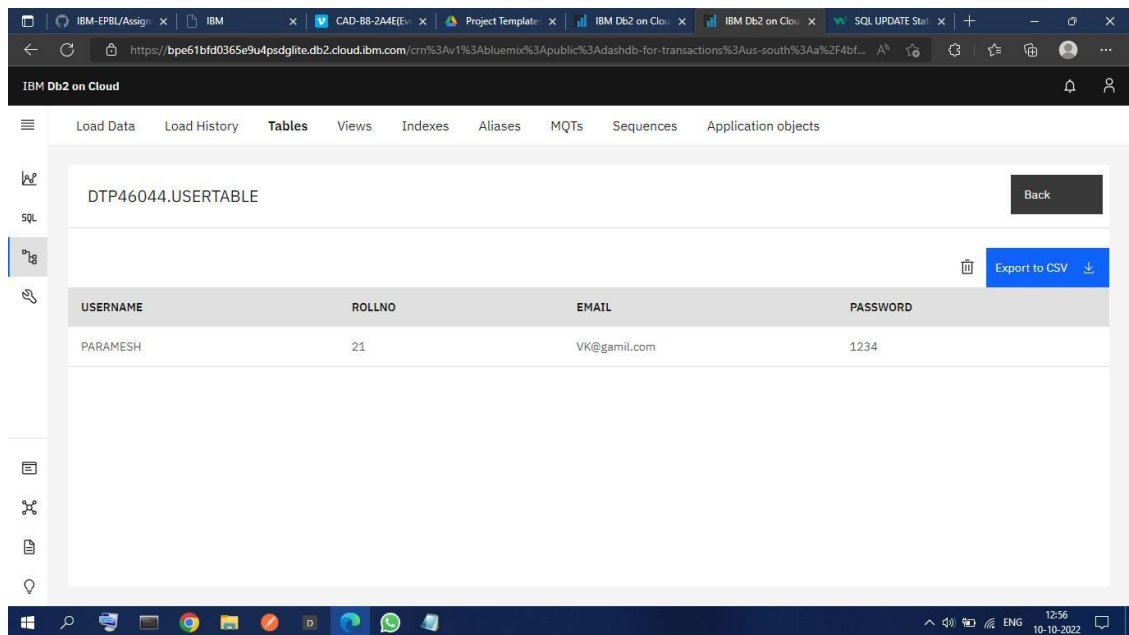 IBM-EPBL/Assign IBM CAD-B8-2A4E(Ev Project Template IBM Db2 on Clou IBM Db2 on Clou SQL UPDATE Stat
https://bpe61bfd0365e9u4psdglite.db2.cloud.ibm.com/crn%3Av1%3Abluemix%3Apublic%3Adashdb-for-transactions%3Aus-south%3Aa%2F4bf...
IBM Db2 on Cloud
Load Data Load History Tables Views Indexes Aliases MQTs Sequences Application objects
DTP46044.USERTABLE Back
SQL
Export to CSV
USERNAME ROLLNO EMAIL PASSWORD
PARAMESH 21 VK@gamil.com 1234
ENG 12:56
10-10-2022